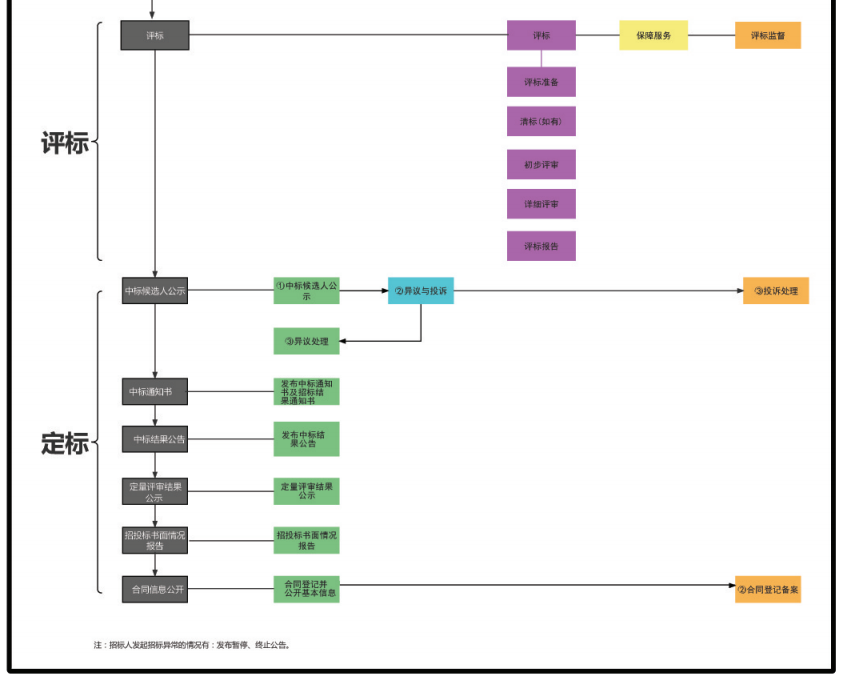 评标
评标
评标
保障服务
评标监督
评标准备
清标(如有)
初步评审
详细评审
评标报告
定标
中标候选人公示
①中标候选人公
示
②异议与投诉
③投诉处理
③异议处理
中标通知书
发布中标通知
书及招标结
果通知书
中标结果公告
发布中标结
果公告
定量评审结果
公示
定量评审结果
公示
招投标书面情况
报告
招投标书面情况
报告
合同信息公开
合同登记并
公开基本信息
②合同登记备案
注：招标人发起招标异常的情况有：发布暂停、终止公告。